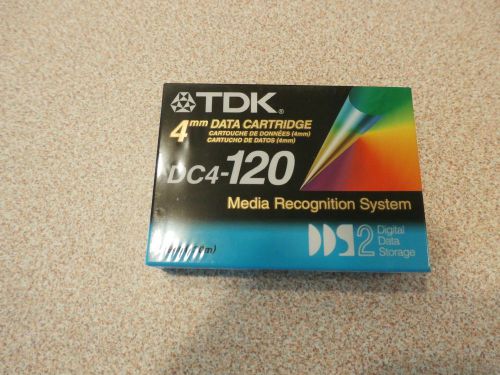 TDK®
4mm DATA CARTRIDGE
CARTOUCHE DE DONNÉES (4mm)
CARTUCHO DE DATOS (4mm)
DC4-120
Media Recognition System
DDS2 Digital
Data
Storage